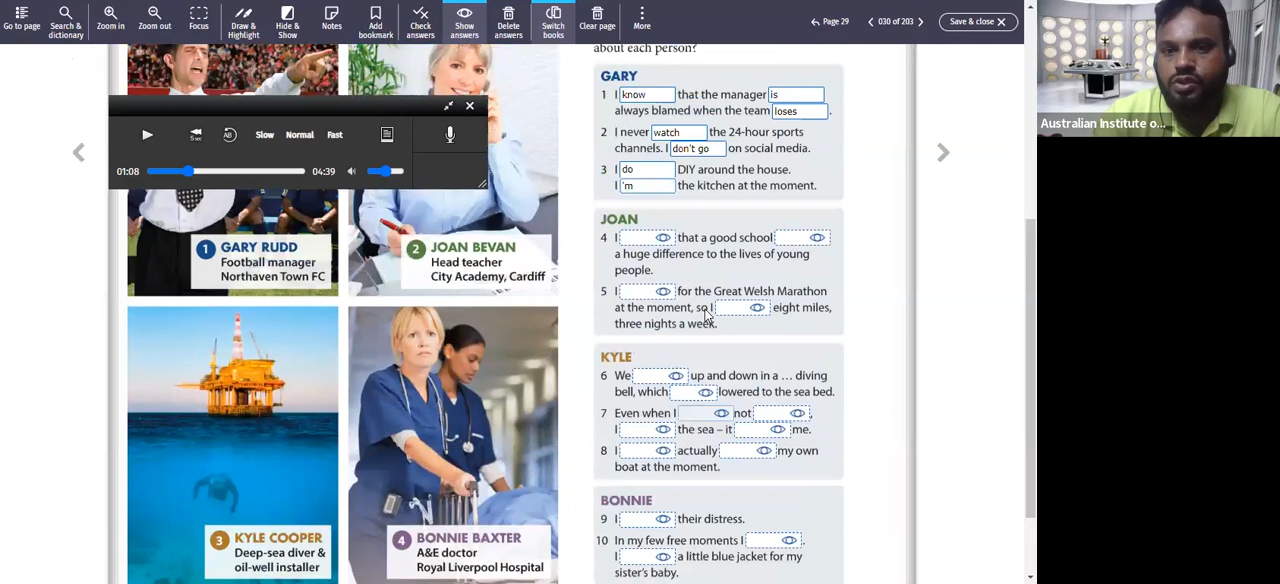 Go to page
Search & dictionary
Zoom in
Zoom out
Focus
Draw & Highlight
Hide & Show
Notes
Add bookmark
Check answers
Show answers
Delete answers
Switch books
Clear page
More
Page 29
030 of 203
Save & close
Australian Institute o...
5 sec
AB
Slow
Normal
Fast
01:08
04:39
1 GARY RUDD
Football manager
Northaven Town FC
2 JOAN BEVAN
Head teacher
City Academy, Cardiff
3 KYLE COOPER
Deep-sea diver &
oil-well installer
4 BONNIE BAXTER
A&E doctor
Royal Liverpool Hospital
about each person?
GARY
1 I know that the manager is
always blamed when the team loses .
2 I never watch the 24-hour sports
channels. I don't go on social media.
3 I do DIY around the house.
I 'm the kitchen at the moment.
JOAN
4 I that a good school
a huge difference to the lives of young
people.
5 I for the Great Welsh Marathon
at the moment, so I eight miles,
three nights a week.
KYLE
6 We up and down in a … diving
bell, which lowered to the sea bed.
7 Even when I not ,
I the sea – it me.
8 I actually my own
boat at the moment.
BONNIE
9 I their distress.
10 In my few free moments I .
I a little blue jacket for my
sister's baby.